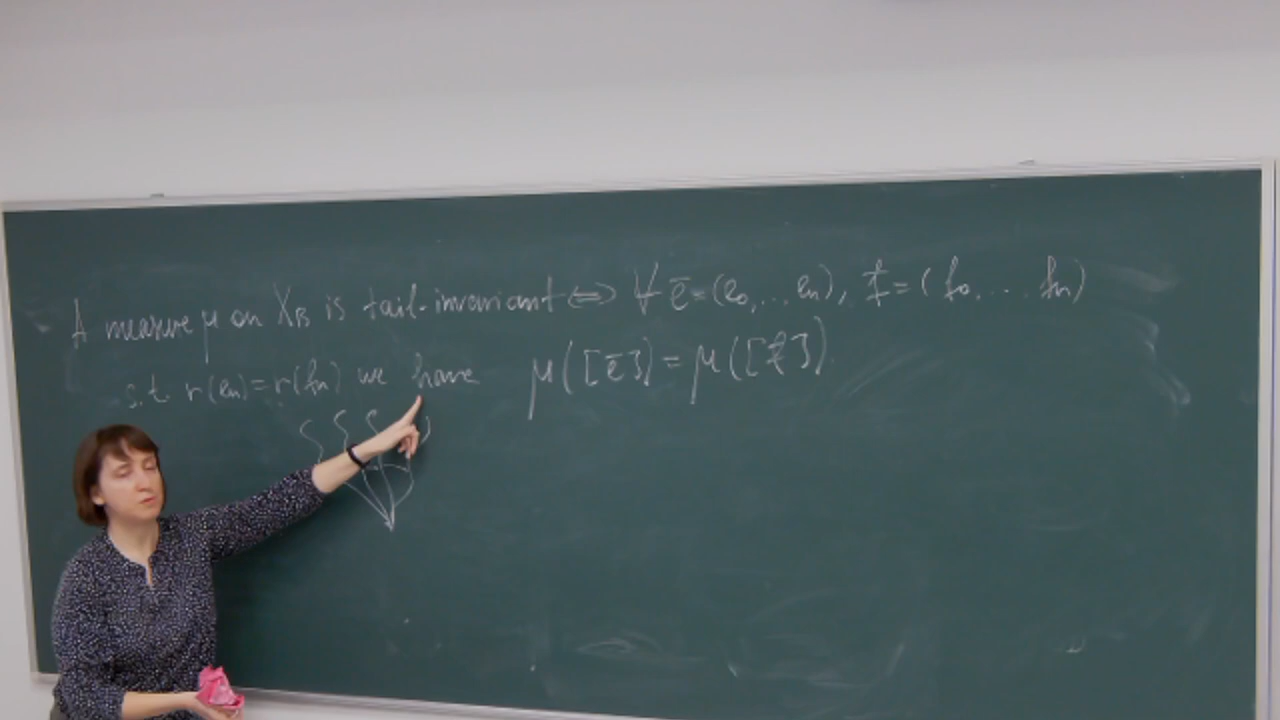 A measure μ on X_B is tail-invariant ⇔ ∀ ē=(e₀,...eₙ), f̄=(f₀,...fₙ)
s.t. r(eₙ)=r(fₙ) we have μ([ē])=μ([f̄])